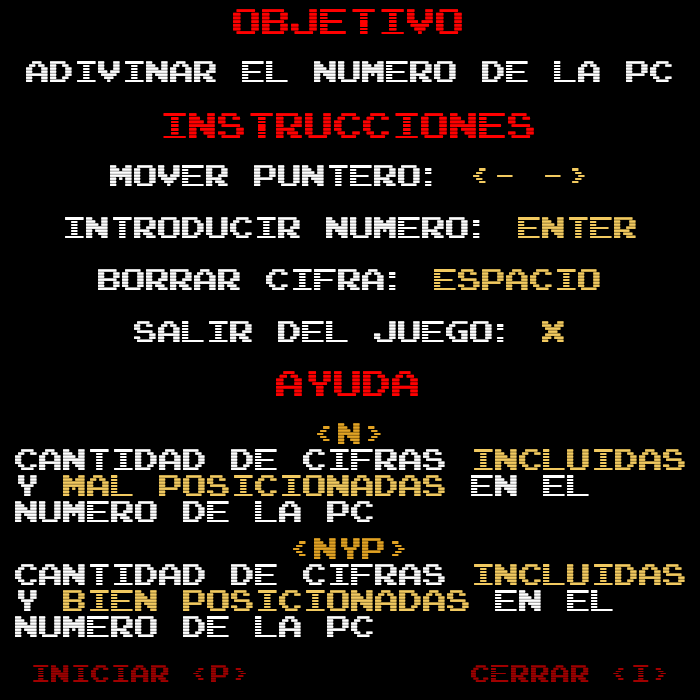 OBJETIVO
ADIVINAR EL NUMERO DE LA PC
INSTRUCCIONES
MOVER PUNTERO: <- ->
INTRODUCIR NUMERO: ENTER
BORRAR CIFRA: ESPACIO
SALIR DEL JUEGO: X
AYUDA
<N>
CANTIDAD DE CIFRAS INCLUIDAS
Y MAL POSICIONADAS EN EL
NUMERO DE LA PC
<NYP>
CANTIDAD DE CIFRAS INCLUIDAS
Y BIEN POSICIONADAS EN EL
NUMERO DE LA PC
INICIAR <P> CERRAR <I>